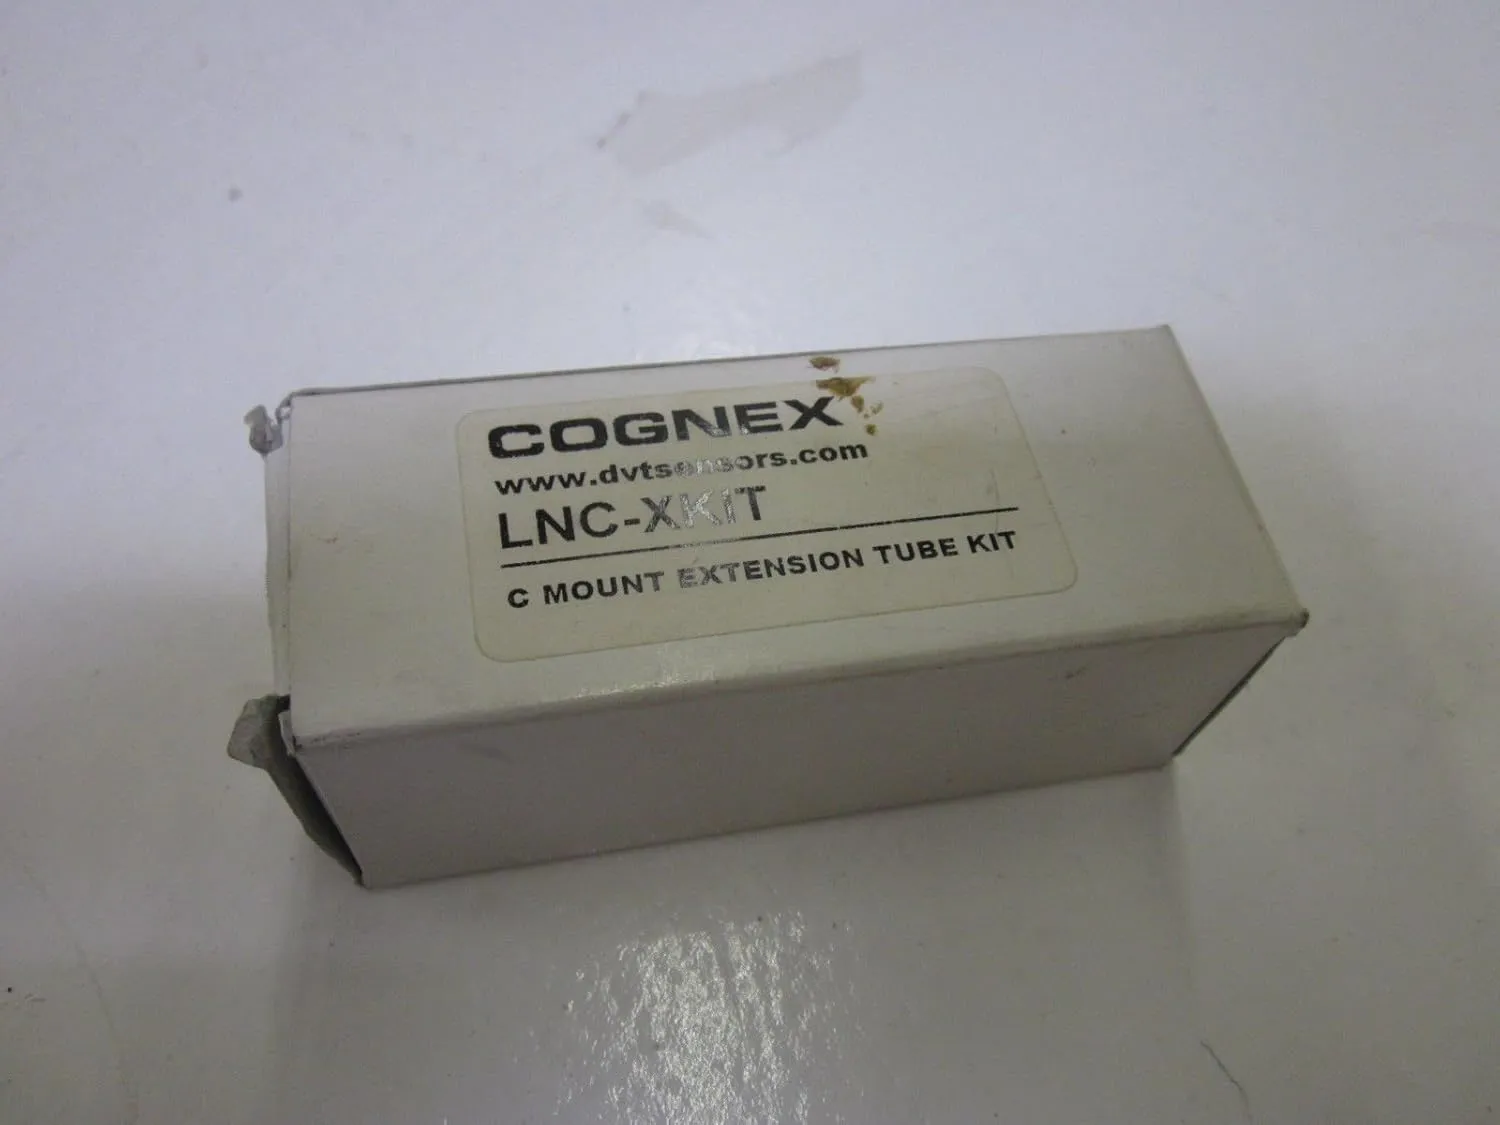 COGNEX
www.dvtsensors.com
LNC-XKIT
C MOUNT EXTENSION TUBE KIT